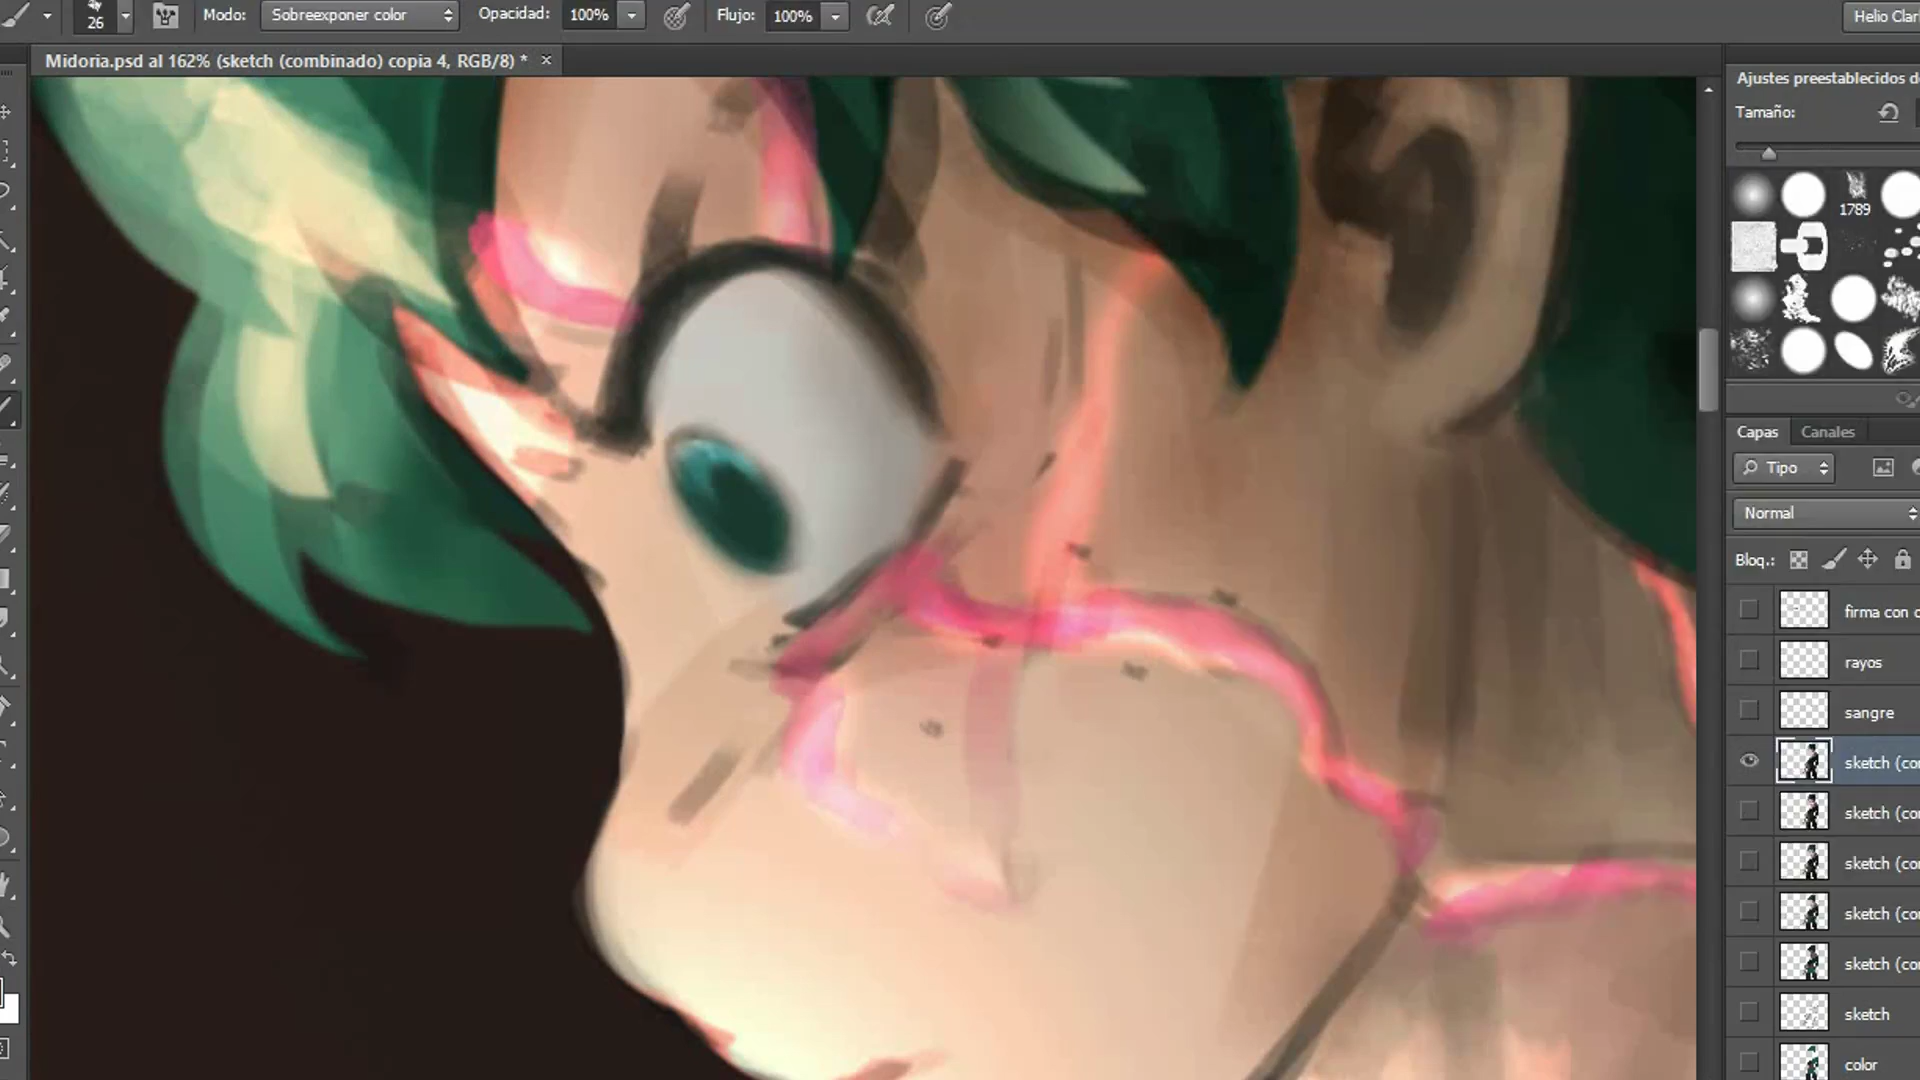 26
Modo: Sobreexponer color Opacidad: 100% Flujo: 100%
Helio Clar
Midoria.psd al 162% (sketch (combinado) copia 4, RGB/8) * ×
Ajustes preestablecidos d
Tamaño:
1789
Capas Canales
Tipo
Normal
Bloq.:
firma con c
rayos
sangre
sketch (co
sketch (co
sketch (co
sketch (co
sketch (co
sketch
color